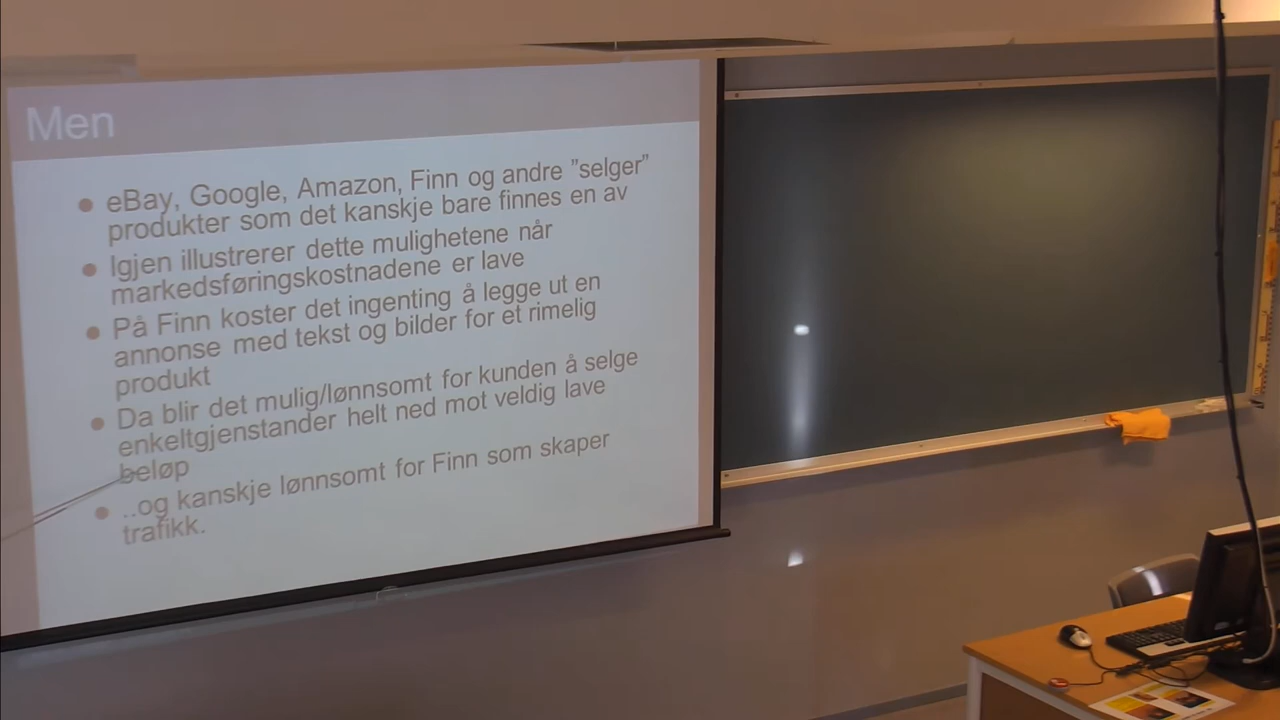 Men
eBay, Google, Amazon, Finn og andre ”selger”
produkter som det kanskje bare finnes en av
Igjen illustrerer dette mulighetene når
markedsføringskostnadene er lave
På Finn koster det ingenting å legge ut en
annonse med tekst og bilder for et rimelig
produkt
Da blir det mulig/lønnsomt for kunden å selge
enkeltgjenstander helt ned mot veldig lave
beløp
..og kanskje lønnsomt for Finn som skaper
trafikk.